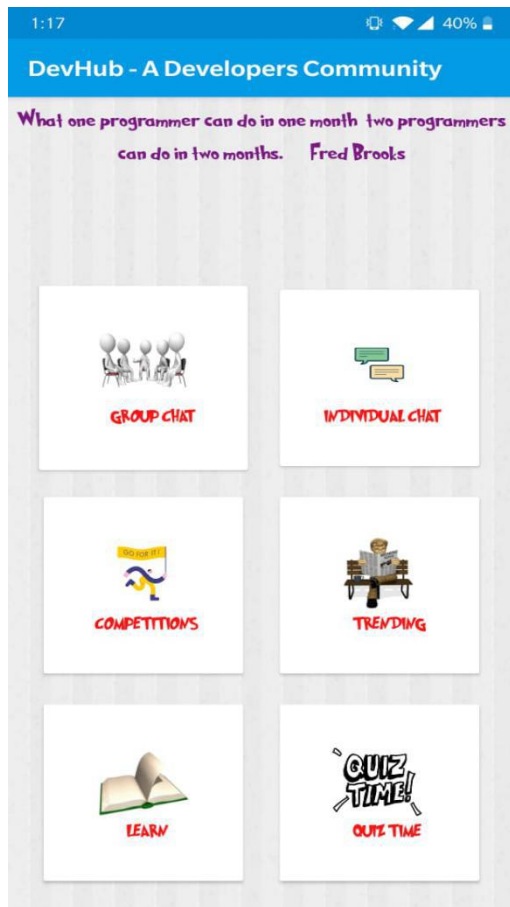 1:17 40%
DevHub - A Developers Community
What one programmer can do in one month two programmers
can do in two months. Fred Brooks
GROUP CHAT
INDIVIDUAL CHAT
GO FOR IT!
COMPETITIONS
TRENDING
LEARN
QUIZ
TIME!
QUIZ TIME